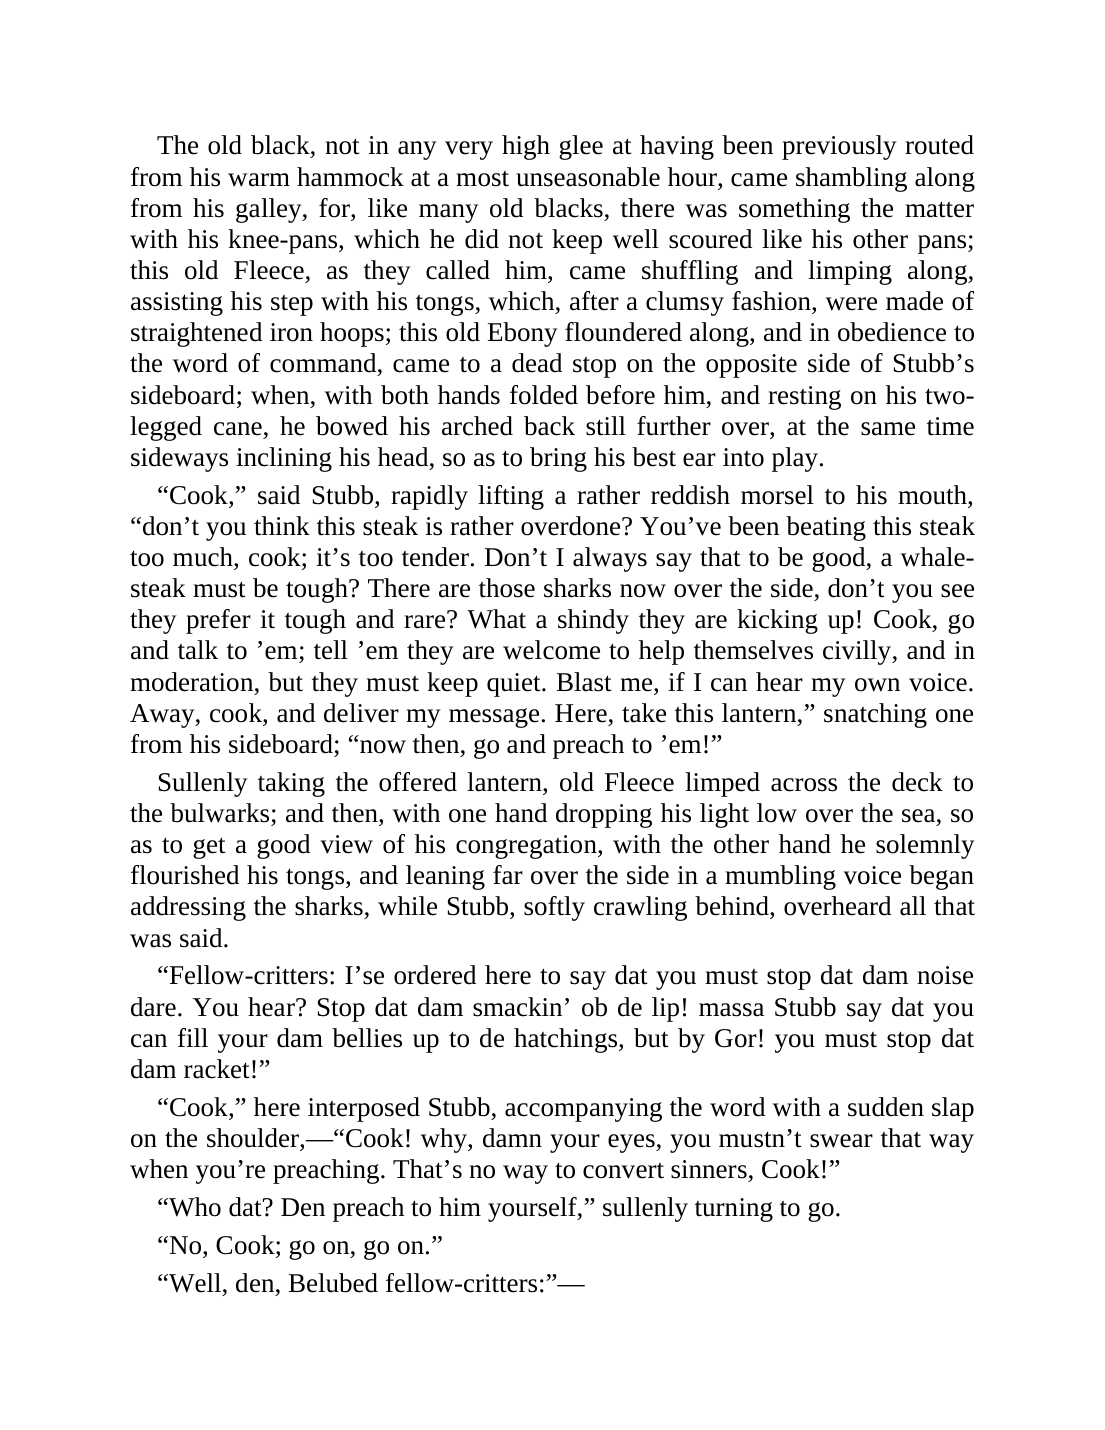 The old black, not in any very high glee at having been previously routed
from his warm hammock at a most unseasonable hour, came shambling along
from his galley, for, like many old blacks, there was something the matter
with his knee-pans, which he did not keep well scoured like his other pans;
this old Fleece, as they called him, came shuffling and limping along,
assisting his step with his tongs, which, after a clumsy fashion, were made of
straightened iron hoops; this old Ebony floundered along, and in obedience to
the word of command, came to a dead stop on the opposite side of Stubb’s
sideboard; when, with both hands folded before him, and resting on his two-
legged cane, he bowed his arched back still further over, at the same time
sideways inclining his head, so as to bring his best ear into play.
“Cook,” said Stubb, rapidly lifting a rather reddish morsel to his mouth,
“don’t you think this steak is rather overdone? You’ve been beating this steak
too much, cook; it’s too tender. Don’t I always say that to be good, a whale-
steak must be tough? There are those sharks now over the side, don’t you see
they prefer it tough and rare? What a shindy they are kicking up! Cook, go
and talk to ’em; tell ’em they are welcome to help themselves civilly, and in
moderation, but they must keep quiet. Blast me, if I can hear my own voice.
Away, cook, and deliver my message. Here, take this lantern,” snatching one
from his sideboard; “now then, go and preach to ’em!”
Sullenly taking the offered lantern, old Fleece limped across the deck to
the bulwarks; and then, with one hand dropping his light low over the sea, so
as to get a good view of his congregation, with the other hand he solemnly
flourished his tongs, and leaning far over the side in a mumbling voice began
addressing the sharks, while Stubb, softly crawling behind, overheard all that
was said.
“Fellow-critters: I’se ordered here to say dat you must stop dat dam noise
dare. You hear? Stop dat dam smackin’ ob de lip! massa Stubb say dat you
can fill your dam bellies up to de hatchings, but by Gor! you must stop dat
dam racket!”
“Cook,” here interposed Stubb, accompanying the word with a sudden slap
on the shoulder,—“Cook! why, damn your eyes, you mustn’t swear that way
when you’re preaching. That’s no way to convert sinners, Cook!”
“Who dat? Den preach to him yourself,” sullenly turning to go.
“No, Cook; go on, go on.”
“Well, den, Belubed fellow-critters:”—